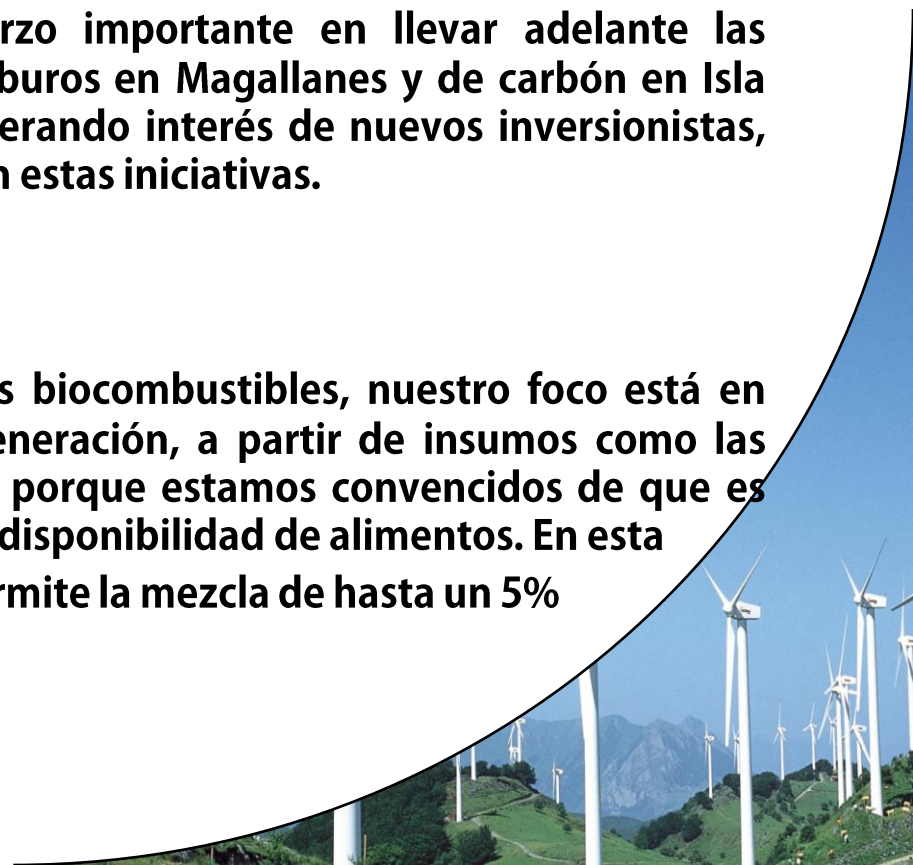 rzo importante en llevar adelante las
buros en Magallanes y de carbón en Isla
erando interés de nuevos inversionistas,
n estas iniciativas.
s biocombustibles, nuestro foco está en
eneración, a partir de insumos como las
porque estamos convencidos de que es
disponibilidad de alimentos. En esta
rmite la mezcla de hasta un 5%